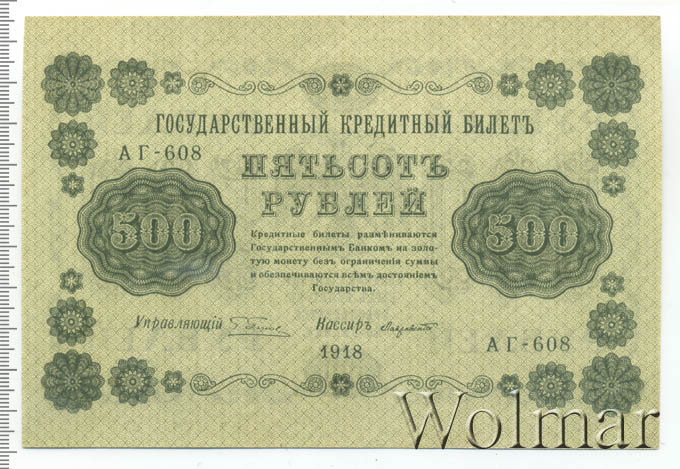 ГОСУДАРСТВЕННЫЙ КРЕДИТНЫЙ БИЛЕТЪ
АГ-608
ПЯТЬСОТЪ
РУБЛЕЙ
500
500
Кредитные билеты размѣниваются
Государственнымъ Банкомъ на золо-
тую монету безъ ограниченія суммы
и обезпечиваются всѣмъ достояніемъ
Государства.
Управляющій
Кассиръ
1918
АГ-608
Wolmar